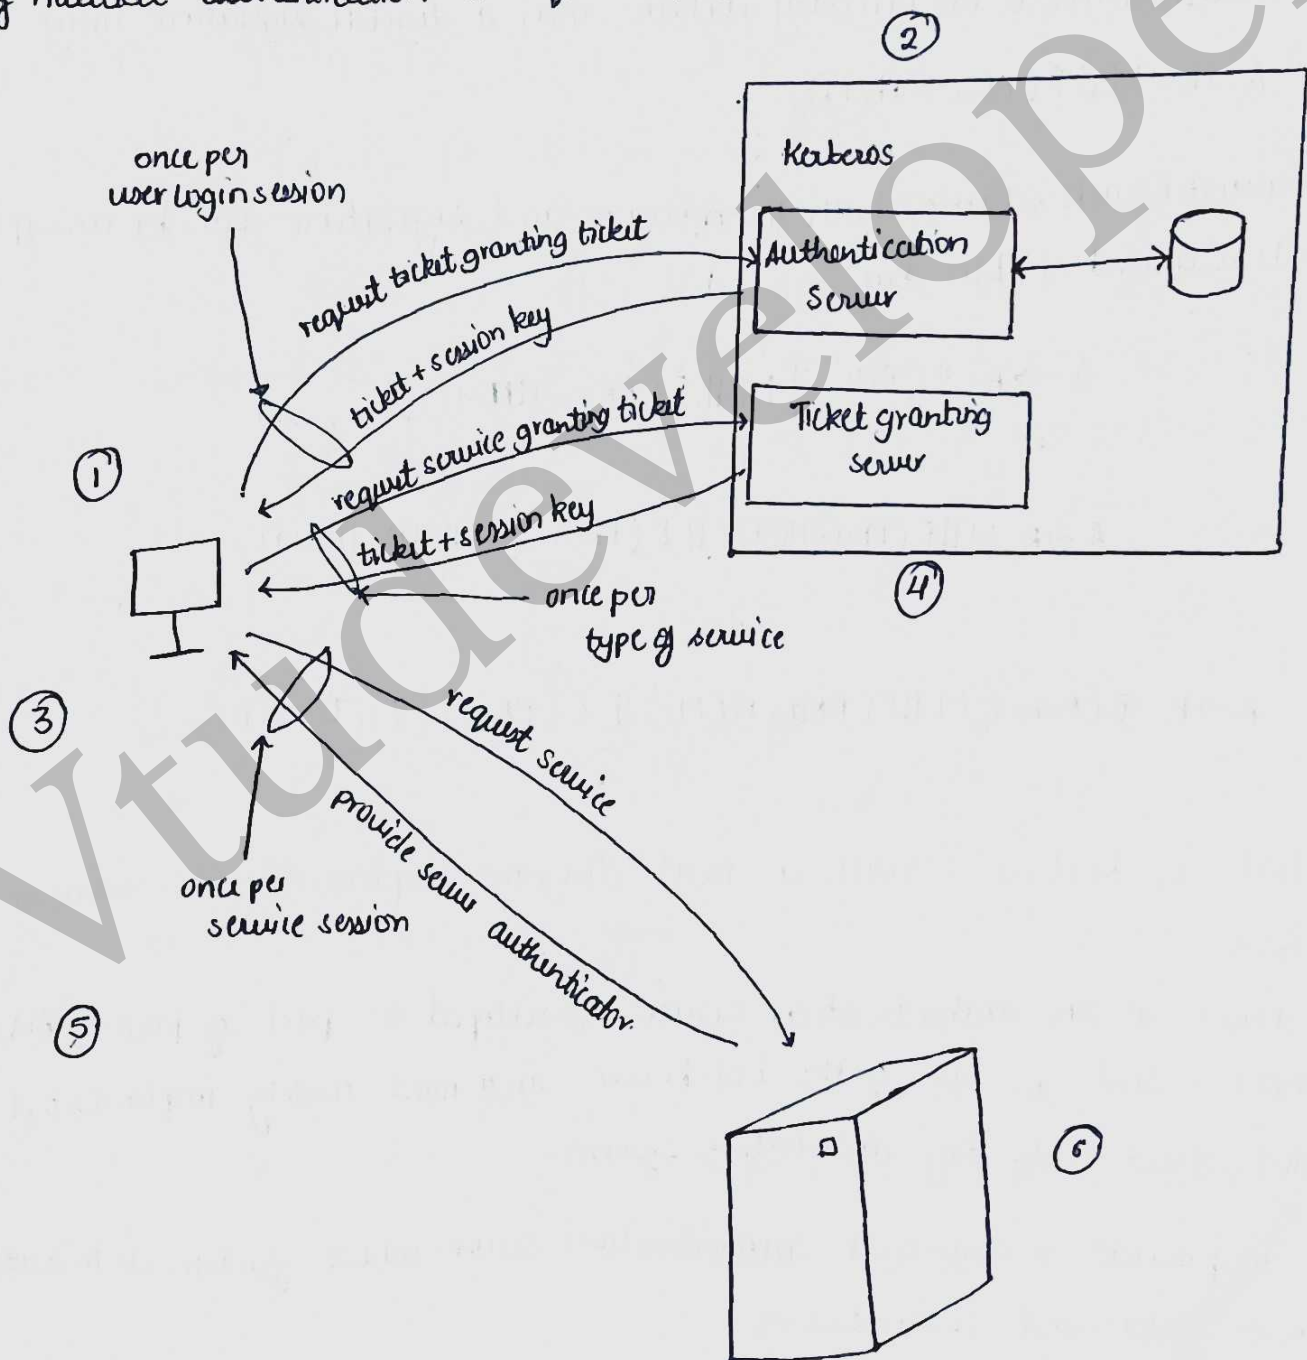 2
Kerberos
once per
user login session
request ticket granting ticket
Authentication
Server
ticket + session key
request service granting ticket
Ticket granting
server
1
ticket + session key
once per
type of service
4
3
request service
provide server authenticator.
once per
service session
5
6
Vtudeveloper